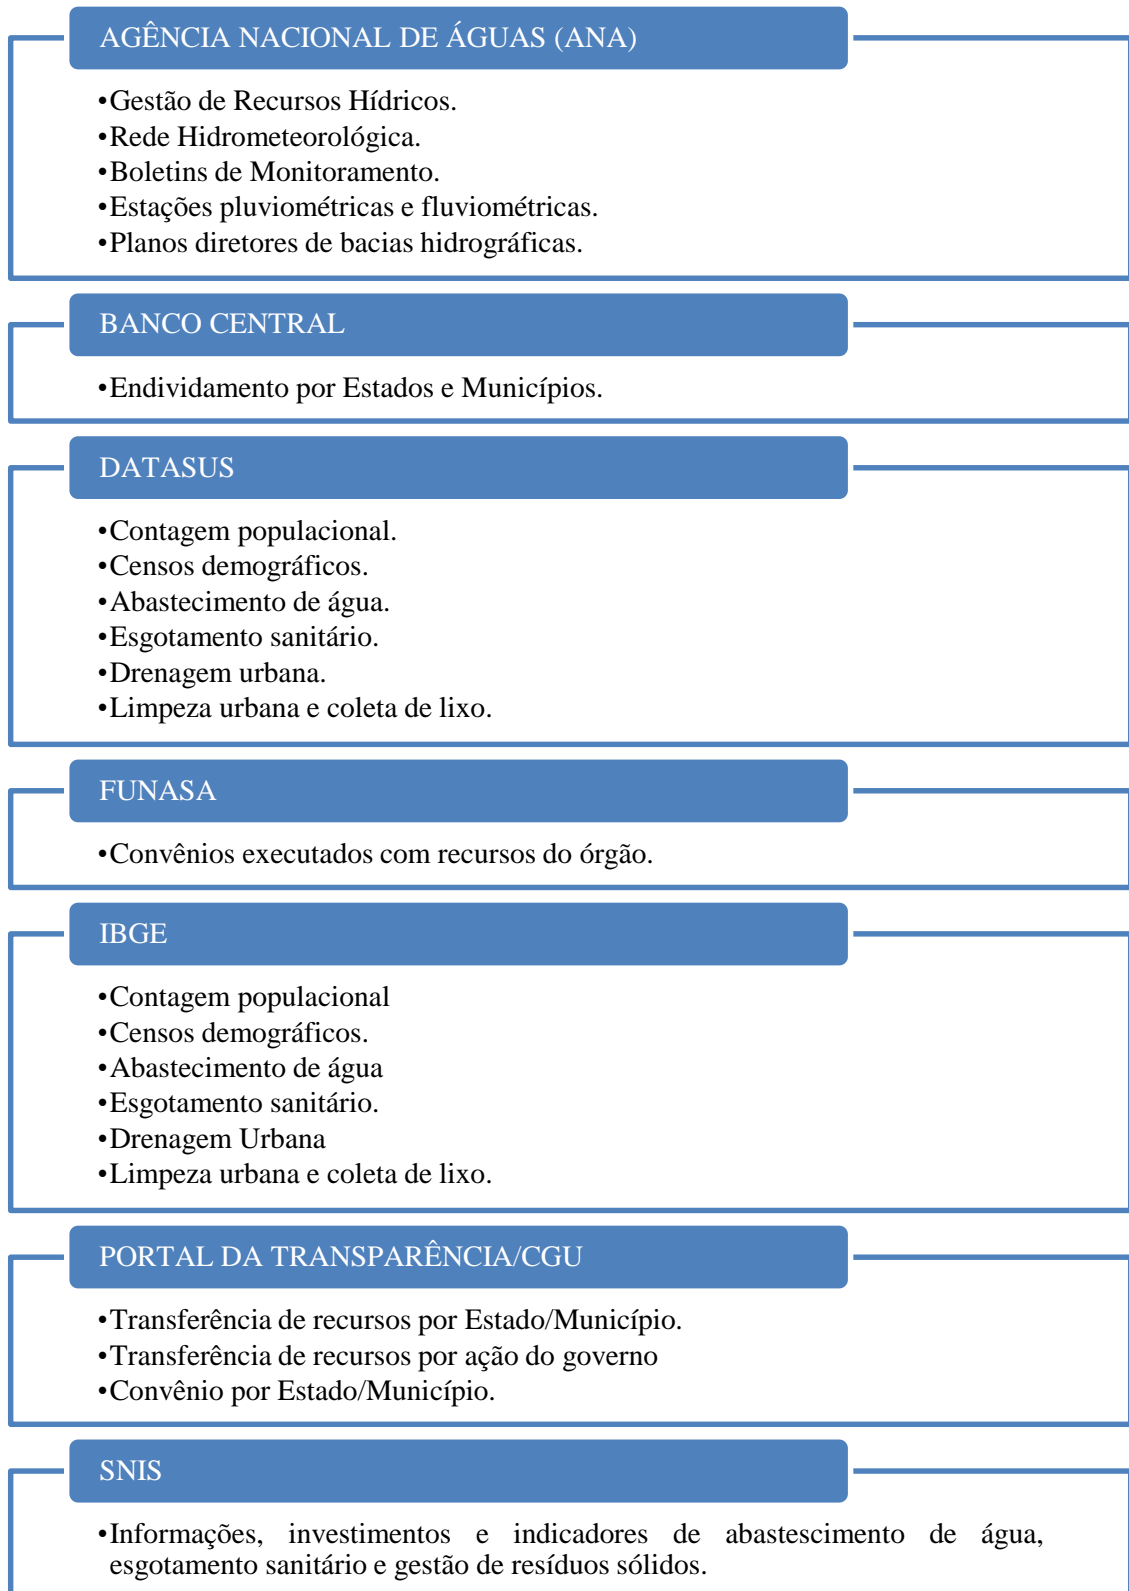 AGÊNCIA NACIONAL DE ÁGUAS (ANA)
•Gestão de Recursos Hídricos.
•Rede Hidrometeorológica.
•Boletins de Monitoramento.
•Estações pluviométricas e fluviométricas.
•Planos diretores de bacias hidrográficas.
BANCO CENTRAL
•Endividamento por Estados e Municípios.
DATASUS
•Contagem populacional.
•Censos demográficos.
•Abastecimento de água.
•Esgotamento sanitário.
•Drenagem urbana.
•Limpeza urbana e coleta de lixo.
FUNASA
•Convênios executados com recursos do órgão.
IBGE
•Contagem populacional
•Censos demográficos.
•Abastecimento de água
•Esgotamento sanitário.
•Drenagem Urbana
•Limpeza urbana e coleta de lixo.
PORTAL DA TRANSPARÊNCIA/CGU
•Transferência de recursos por Estado/Município.
•Transferência de recursos por ação do governo
•Convênio por Estado/Município.
SNIS
•Informações, investimentos e indicadores de abastescimento de água,
esgotamento sanitário e gestão de resíduos sólidos.